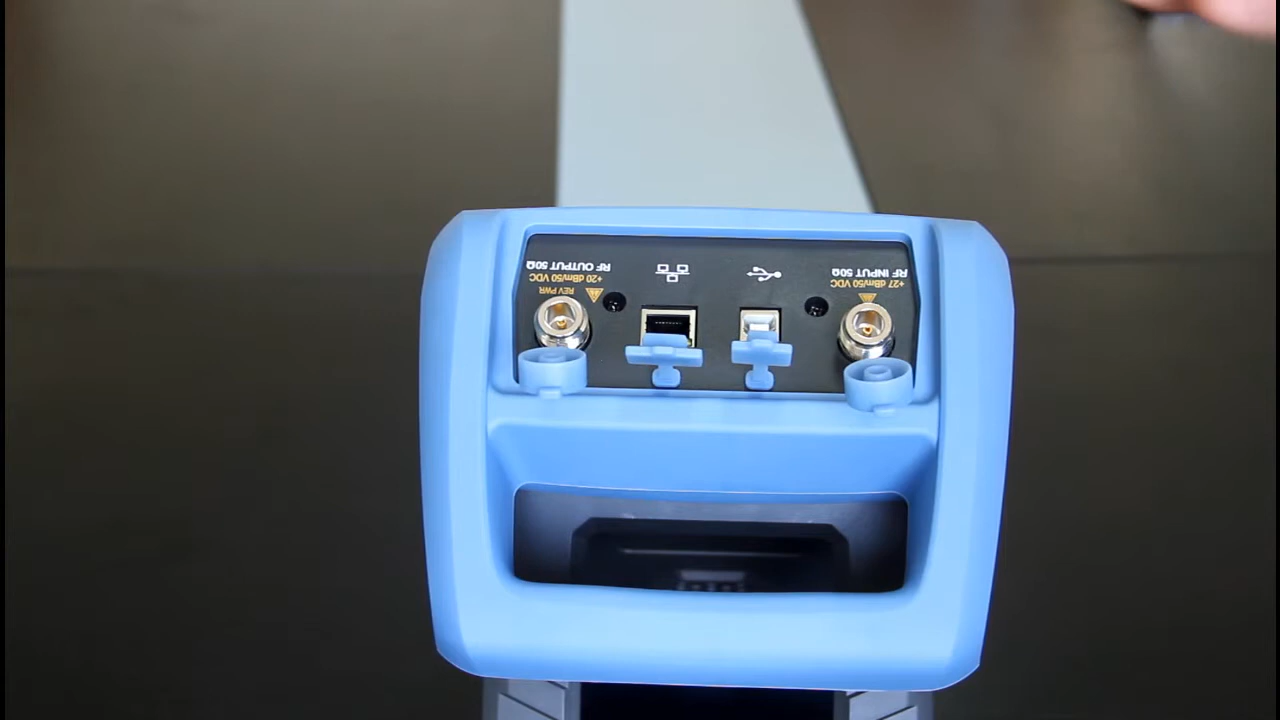 RF OUTPUT 50Ω
+20 dBm/50 VDC
REV PWR
RF INPUT 50Ω
+27 dBm/50 VDC